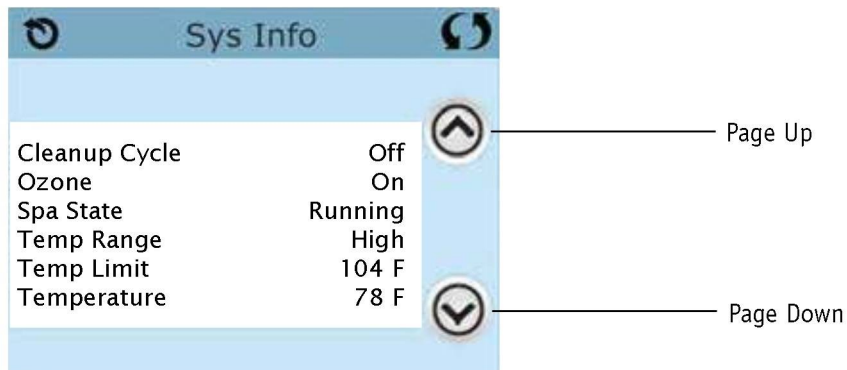 Sys Info
Page Up
Cleanup Cycle Off
Ozone On
Spa State Running
Temp Range High
Temp Limit 104 F
Temperature 78 F
Page Down